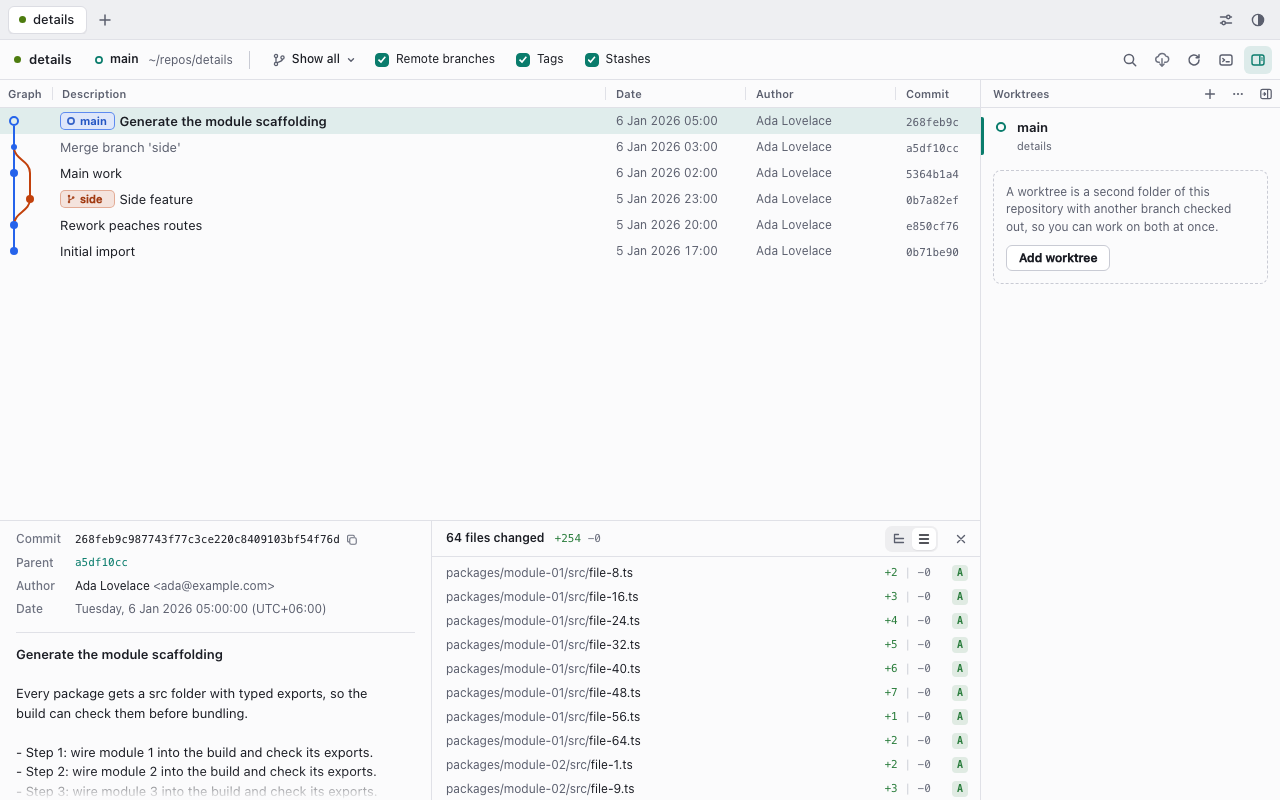 details
details main ~/repos/details Show all Remote branches Tags Stashes
Graph Description Date Author Commit
main Generate the module scaffolding 6 Jan 2026 05:00 Ada Lovelace 268feb9c
Merge branch 'side' 6 Jan 2026 03:00 Ada Lovelace a5df10cc
Main work 6 Jan 2026 02:00 Ada Lovelace 5364b1a4
side Side feature 5 Jan 2026 23:00 Ada Lovelace 0b7a82ef
Rework peaches routes 5 Jan 2026 20:00 Ada Lovelace e850cf76
Initial import 5 Jan 2026 17:00 Ada Lovelace 0b71be90
Worktrees
main
details
A worktree is a second folder of this
repository with another branch checked
out, so you can work on both at once.
Add worktree
Commit 268feb9c987743f77c3ce220c8409103bf54f76d
Parent a5df10cc
Author Ada Lovelace <ada@example.com>
Date Tuesday, 6 Jan 2026 05:00:00 (UTC+06:00)
Generate the module scaffolding
Every package gets a src folder with typed exports, so the
build can check them before bundling.
- Step 1: wire module 1 into the build and check its exports.
- Step 2: wire module 2 into the build and check its exports.
- Step 3: wire module 3 into the build and check its exports.
64 files changed +254 −0
packages/module-01/src/file-8.ts +2 | −0 A
packages/module-01/src/file-16.ts +3 | −0 A
packages/module-01/src/file-24.ts +4 | −0 A
packages/module-01/src/file-32.ts +5 | −0 A
packages/module-01/src/file-40.ts +6 | −0 A
packages/module-01/src/file-48.ts +7 | −0 A
packages/module-01/src/file-56.ts +1 | −0 A
packages/module-01/src/file-64.ts +2 | −0 A
packages/module-02/src/file-1.ts +2 | −0 A
packages/module-02/src/file-9.ts +3 | −0 A